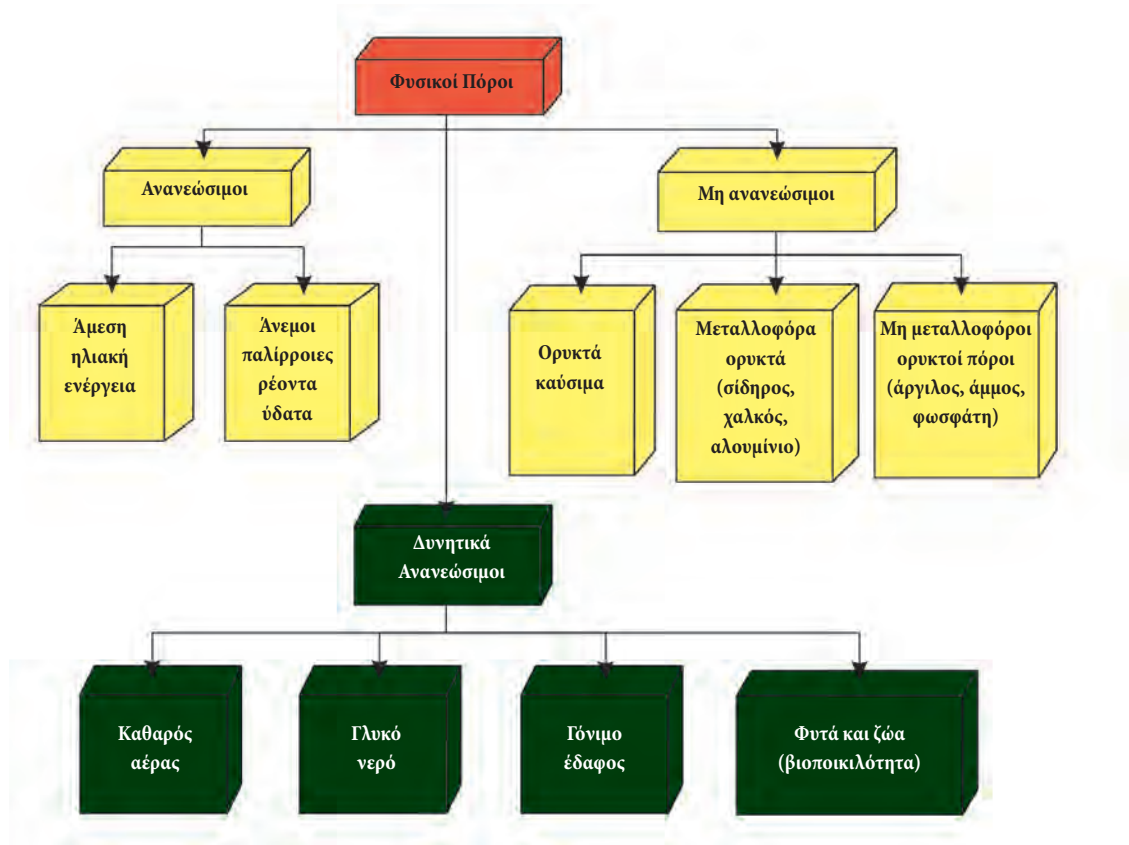 Φυσικοί Πόροι
Ανανεώσιμοι
Μη ανανεώσιμοι
Άμεση
ηλιακή
ενέργεια
Άνεμοι
παλίρροιες
ρέοντα
ύδατα
Ορυκτά
καύσιμα
Μεταλλοφόρα
ορυκτά
(σίδηρος,
χαλκός,
αλουμίνιο)
Μη μεταλλοφόροι
ορυκτοί πόροι
(άργιλος, άμμος,
φωσφάτη)
Δυνητικά
Ανανεώσιμοι
Καθαρός
αέρας
Γλυκό
νερό
Γόνιμο
έδαφος
Φυτά και ζώα
(βιοποικιλότητα)